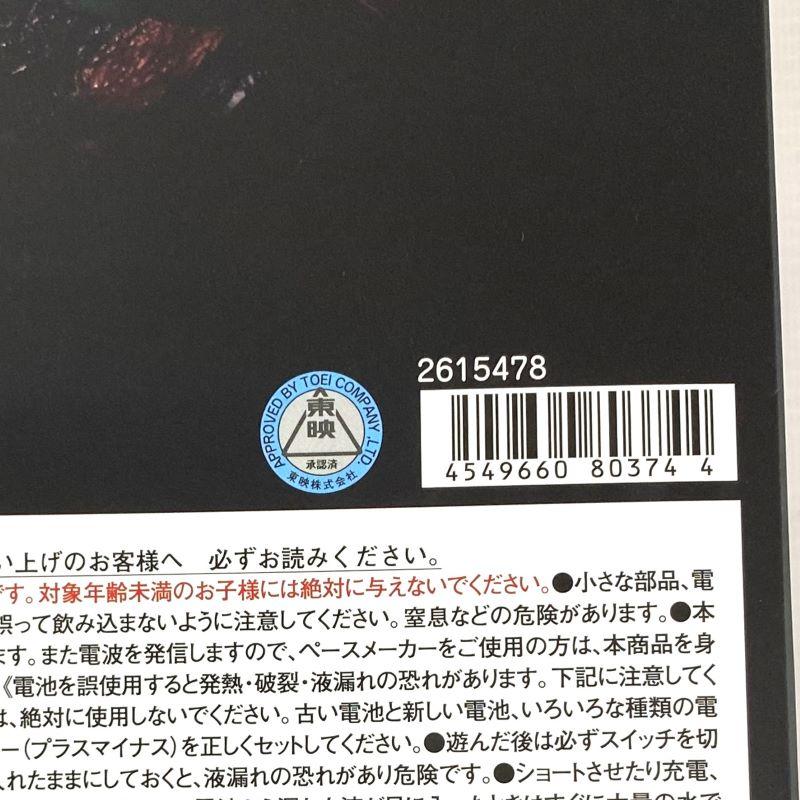 2615478
APPROVED BY TOEI COMPANY.,LTD.
東映
承認済
東映株式会社
4549660 80374 4
い上げのお客様へ 必ずお読みください。
です。対象年齢未満のお子様には絶対に与えないでください。●小さな部品、電
誤って飲み込まないように注意してください。窒息などの危険があります。●本
ます。また電波を発信しますので、ペースメーカーをご使用の方は、本商品を身
《電池を誤使用すると発熱・破裂・液漏れの恐れがあります。下記に注意してく
は、絶対に使用しないでください。古い電池と新しい電池、いろいろな種類の電
ー(プラスマイナス)を正しくセットしてください。●遊んだ後は必ずスイッチを切
入れたままにしておくと、液漏れの恐れがあり危険です。●ショートさせたり充電、